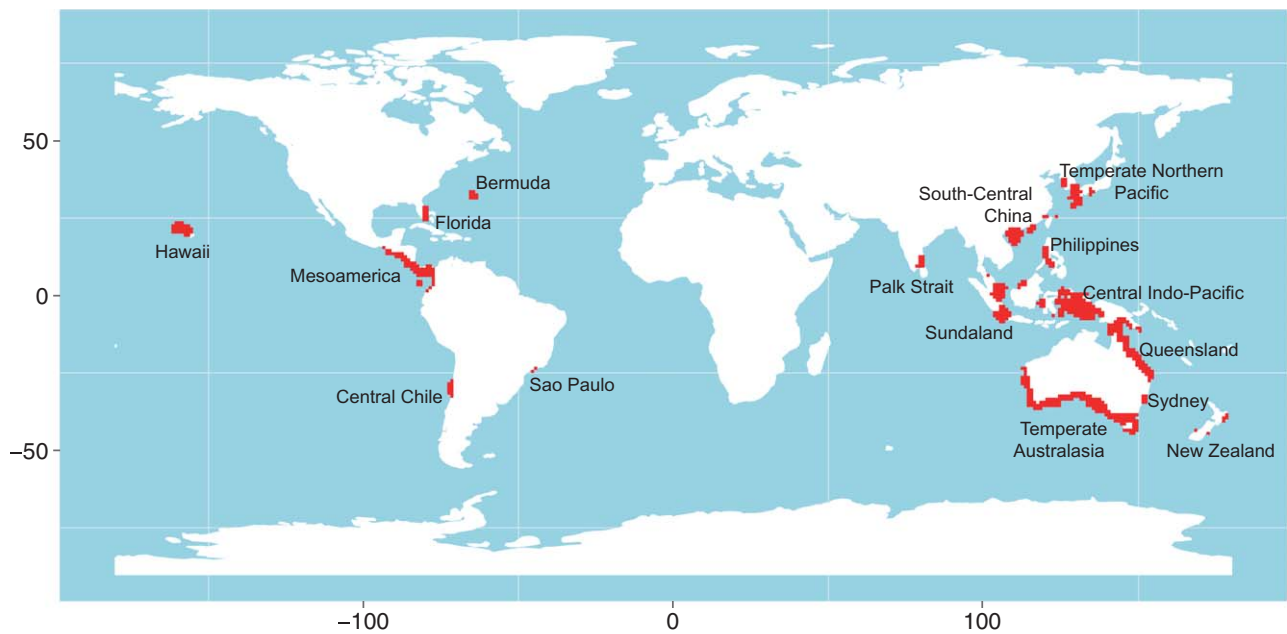 50
0
−50
−100
0
100
Bermuda
Florida
Hawaii
Mesoamerica
Central Chile
Sao Paulo
Temperate Northern
Pacific
South-Central
China
Philippines
Palk Strait
Central Indo-Pacific
Sundaland
Queensland
Sydney
Temperate
Australasia
New Zealand